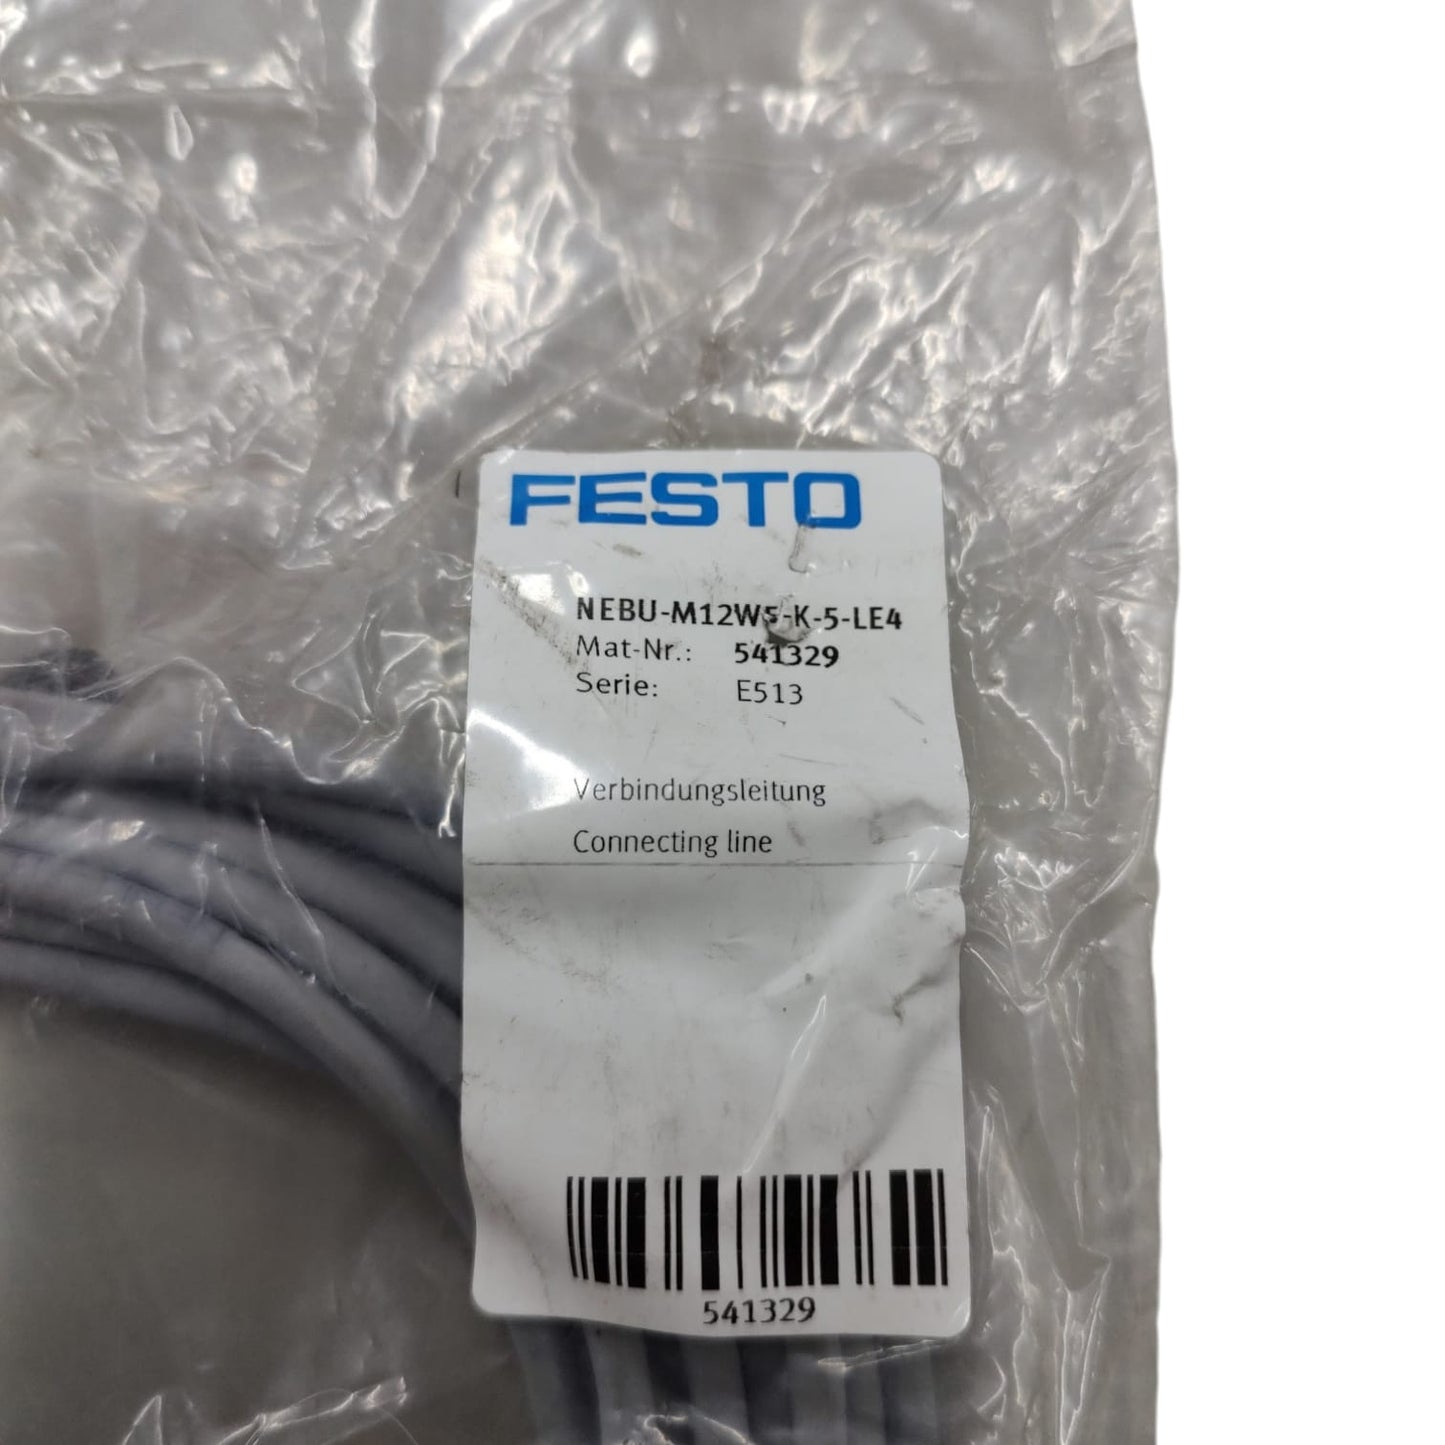 FESTO
NEBU-M12W5-K-5-LE4
Mat-Nr.: 541329
Serie: E513
Verbindungsleitung
Connecting line
541329